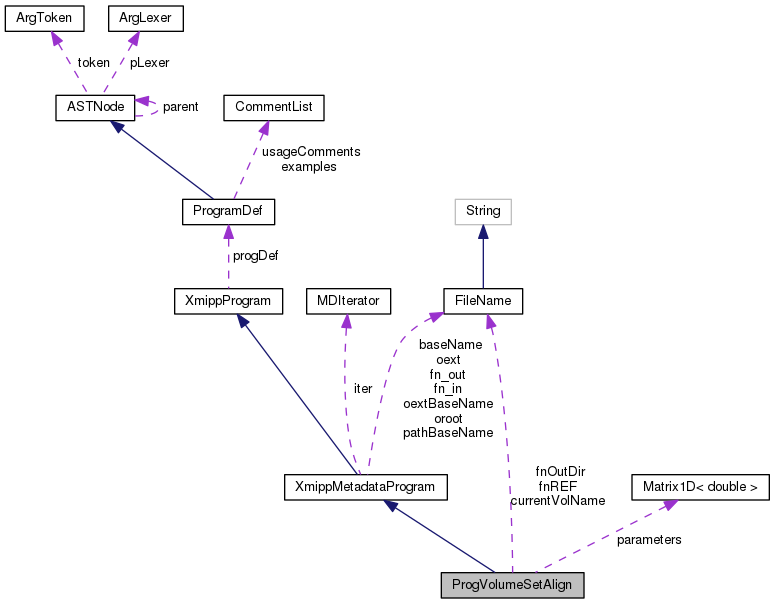 ArgToken
ArgLexer
token
pLexer
ASTNode
parent
CommentList
usageComments
examples
ProgramDef
String
progDef
XmippProgram
MDIterator
FileName
baseName
oext
fn_out
fn_in
oextBaseName
oroot
pathBaseName
iter
XmippMetadataProgram
fnOutDir
fnREF
currentVolName
Matrix1D< double >
parameters
ProgVolumeSetAlign